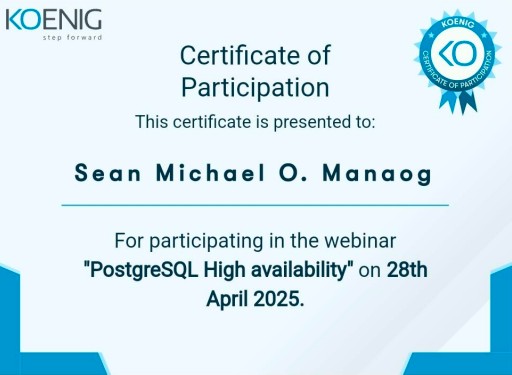 KOENIG
step forward
KOENIG
KO
CERTIFICATE OF PARTICIPATION
Certificate of
Participation
This certificate is presented to:
Sean Michael O. Manaog
For participating in the webinar
"PostgreSQL High availability" on 28th
April 2025.